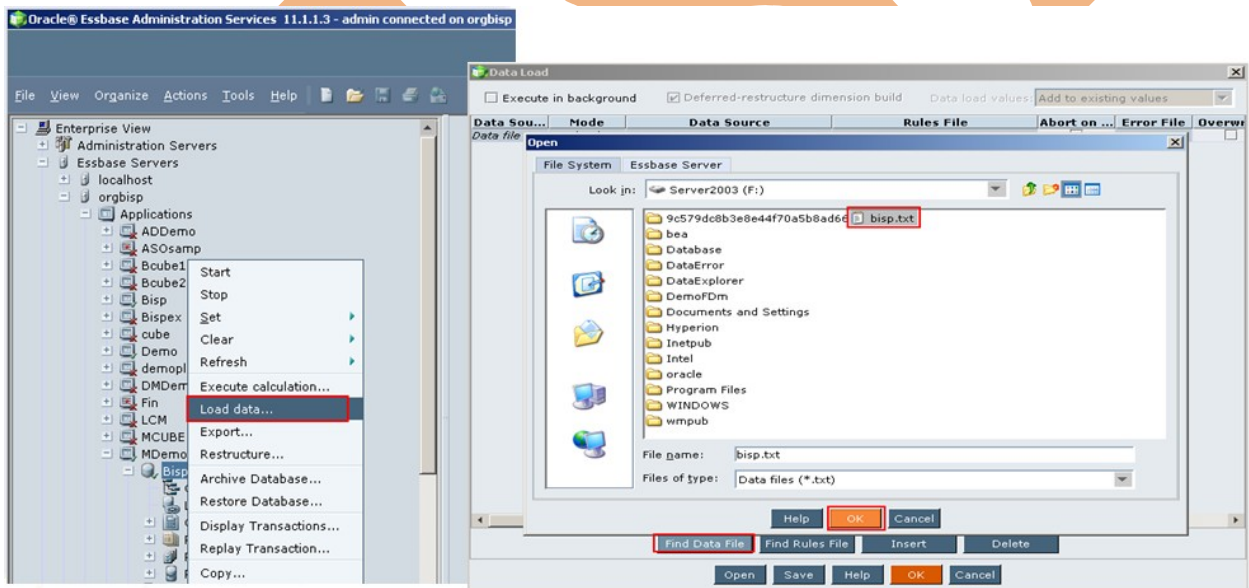 Oracle® Essbase Administration Services 11.1.1.3 - admin connected on orgbisp
File View Organize Actions Tools Help
Enterprise View
Administration Servers
Essbase Servers
localhost
orgbisp
Applications
ADDemo
ASOsamp
Bcube1
Bcube2
Bisp
Bispex
cube
Demo
demopl
DMDem
Fin
LCM
MCUBE
MDemo
Bisp
Start
Stop
Set
Clear
Refresh
Execute calculation...
Load data...
Export...
Restructure...
Archive Database...
Restore Database...
Display Transactions...
Replay Transaction...
Copy...
Data Load
Execute in background Deferred-restructure dimension build Data load values: Add to existing values
Data Sou... Mode Data Source Rules File Abort on ... Error File Overwr
Data file
Open
File System Essbase Server
Look in: Server2003 (F:)
9c579dc8b3e8e44f70a5b8ad66 bisp.txt
bea
Database
DataError
DataExplorer
DemoFDm
Documents and Settings
Hyperion
Inetpub
Intel
oracle
Program Files
WINDOWS
wmpub
File name: bisp.txt
Files of type: Data files (*.txt)
Help OK Cancel
Find Data File Find Rules File Insert Delete
Open Save Help OK Cancel